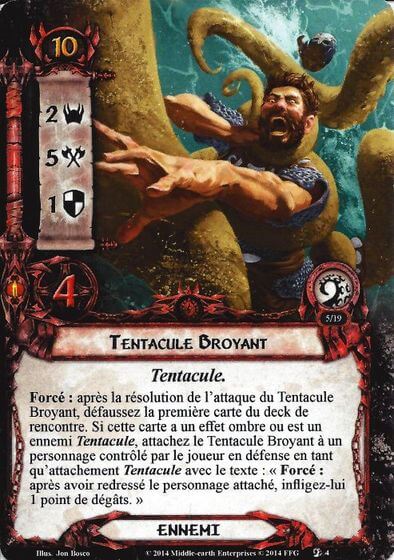 10
2
5
1
4
5/19
TENTACULE BROYANT
Tentacule.
Forcé : après la résolution de l'attaque du Tentacule
Broyant, défaussez la première carte du deck de
rencontre. Si cette carte a un effet ombre ou est un
ennemi Tentacule, attachez le Tentacule Broyant à un
personnage contrôlé par le joueur en défense en tant
qu'attachement Tentacule avec le texte : « Forcé :
après avoir redressé le personnage attaché, infligez-lui
1 point de dégâts. »
ENNEMI
Illus. Jon Bosco © 2014 Middle-earth Enterprises © 2014 FFG 4